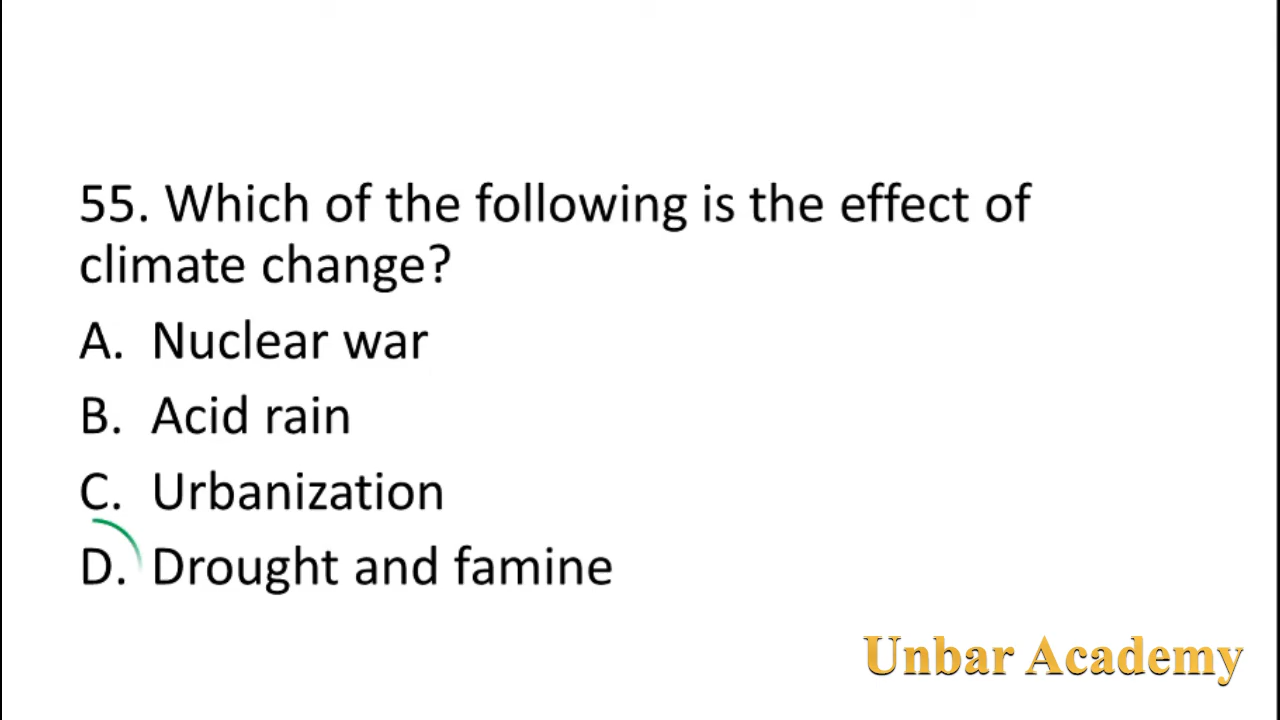 55. Which of the following is the effect of
climate change?
A. Nuclear war
B. Acid rain
C. Urbanization
D. Drought and famine
Unbar Academy